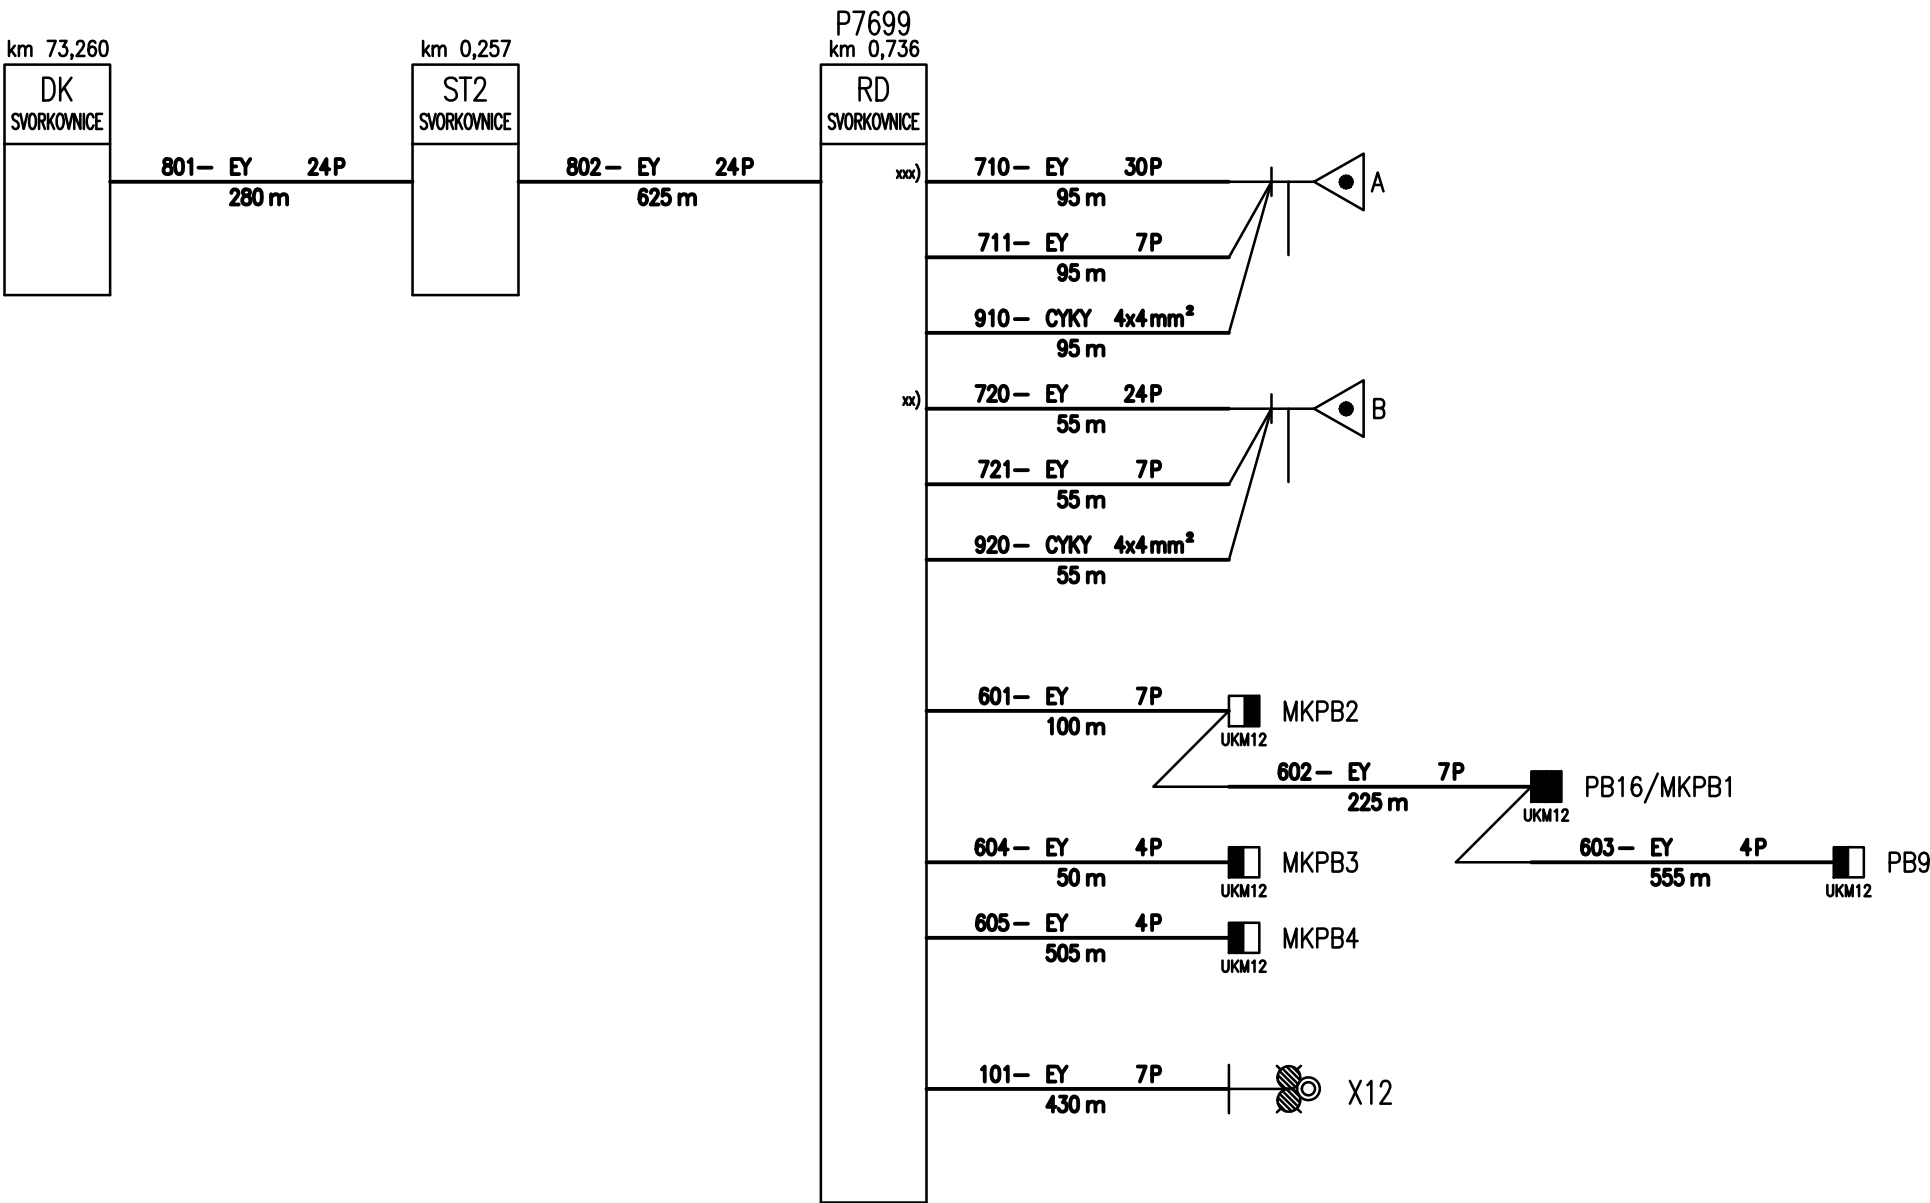 P7699
km 73,260
km 0,257
km 0,736
DK
SVORKOVNICE
ST2
SVORKOVNICE
RD
SVORKOVNICE
801- EY 24P
280 m
802- EY 24P
625 m
xxx)
710- EY 30P
95 m
A
711- EY 7P
95 m
910- CYKY 4x4mm²
95 m
xx)
720- EY 24P
55 m
B
721- EY 7P
55 m
920- CYKY 4x4mm²
55 m
601- EY 7P
100 m
MKPB2
UKM12
602- EY 7P
225 m
PB16/MKPB1
UKM12
604- EY 4P
50 m
MKPB3
UKM12
603- EY 4P
555 m
PB9
UKM12
605- EY 4P
505 m
MKPB4
UKM12
101- EY 7P
430 m
X12